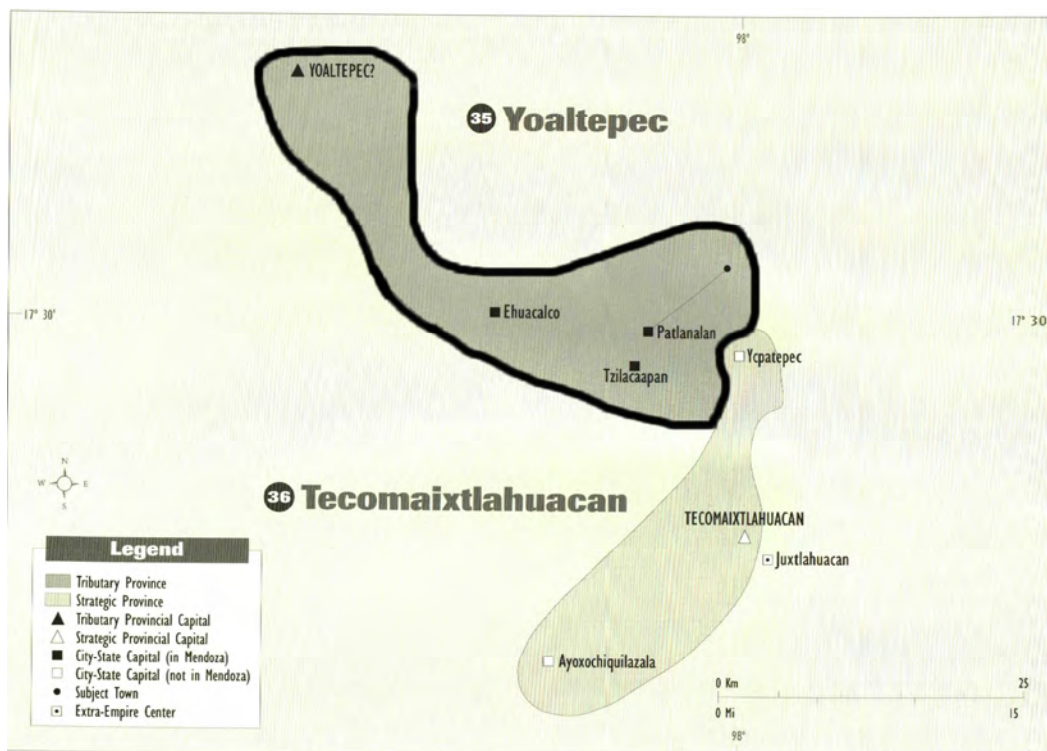 98°
YOALTEPEC?
35 Yoaltepec
17° 30'
Ehuacalco
17° 30
Patlanalan
Ycpatepec
Tzilacaapan
36 Tecomaixtlahuacan
TECOMAIXTLAHUACAN
Juxtlahuacan
Ayoxochiquilazala
N
W E
S
Legend
Tributary Province
Strategic Province
Tributary Provincial Capital
Strategic Provincial Capital
City-State Capital (in Mendoza)
City-State Capital (not in Mendoza)
Subject Town
Extra-Empire Center
0 Km 25
0 Mi 15
98°